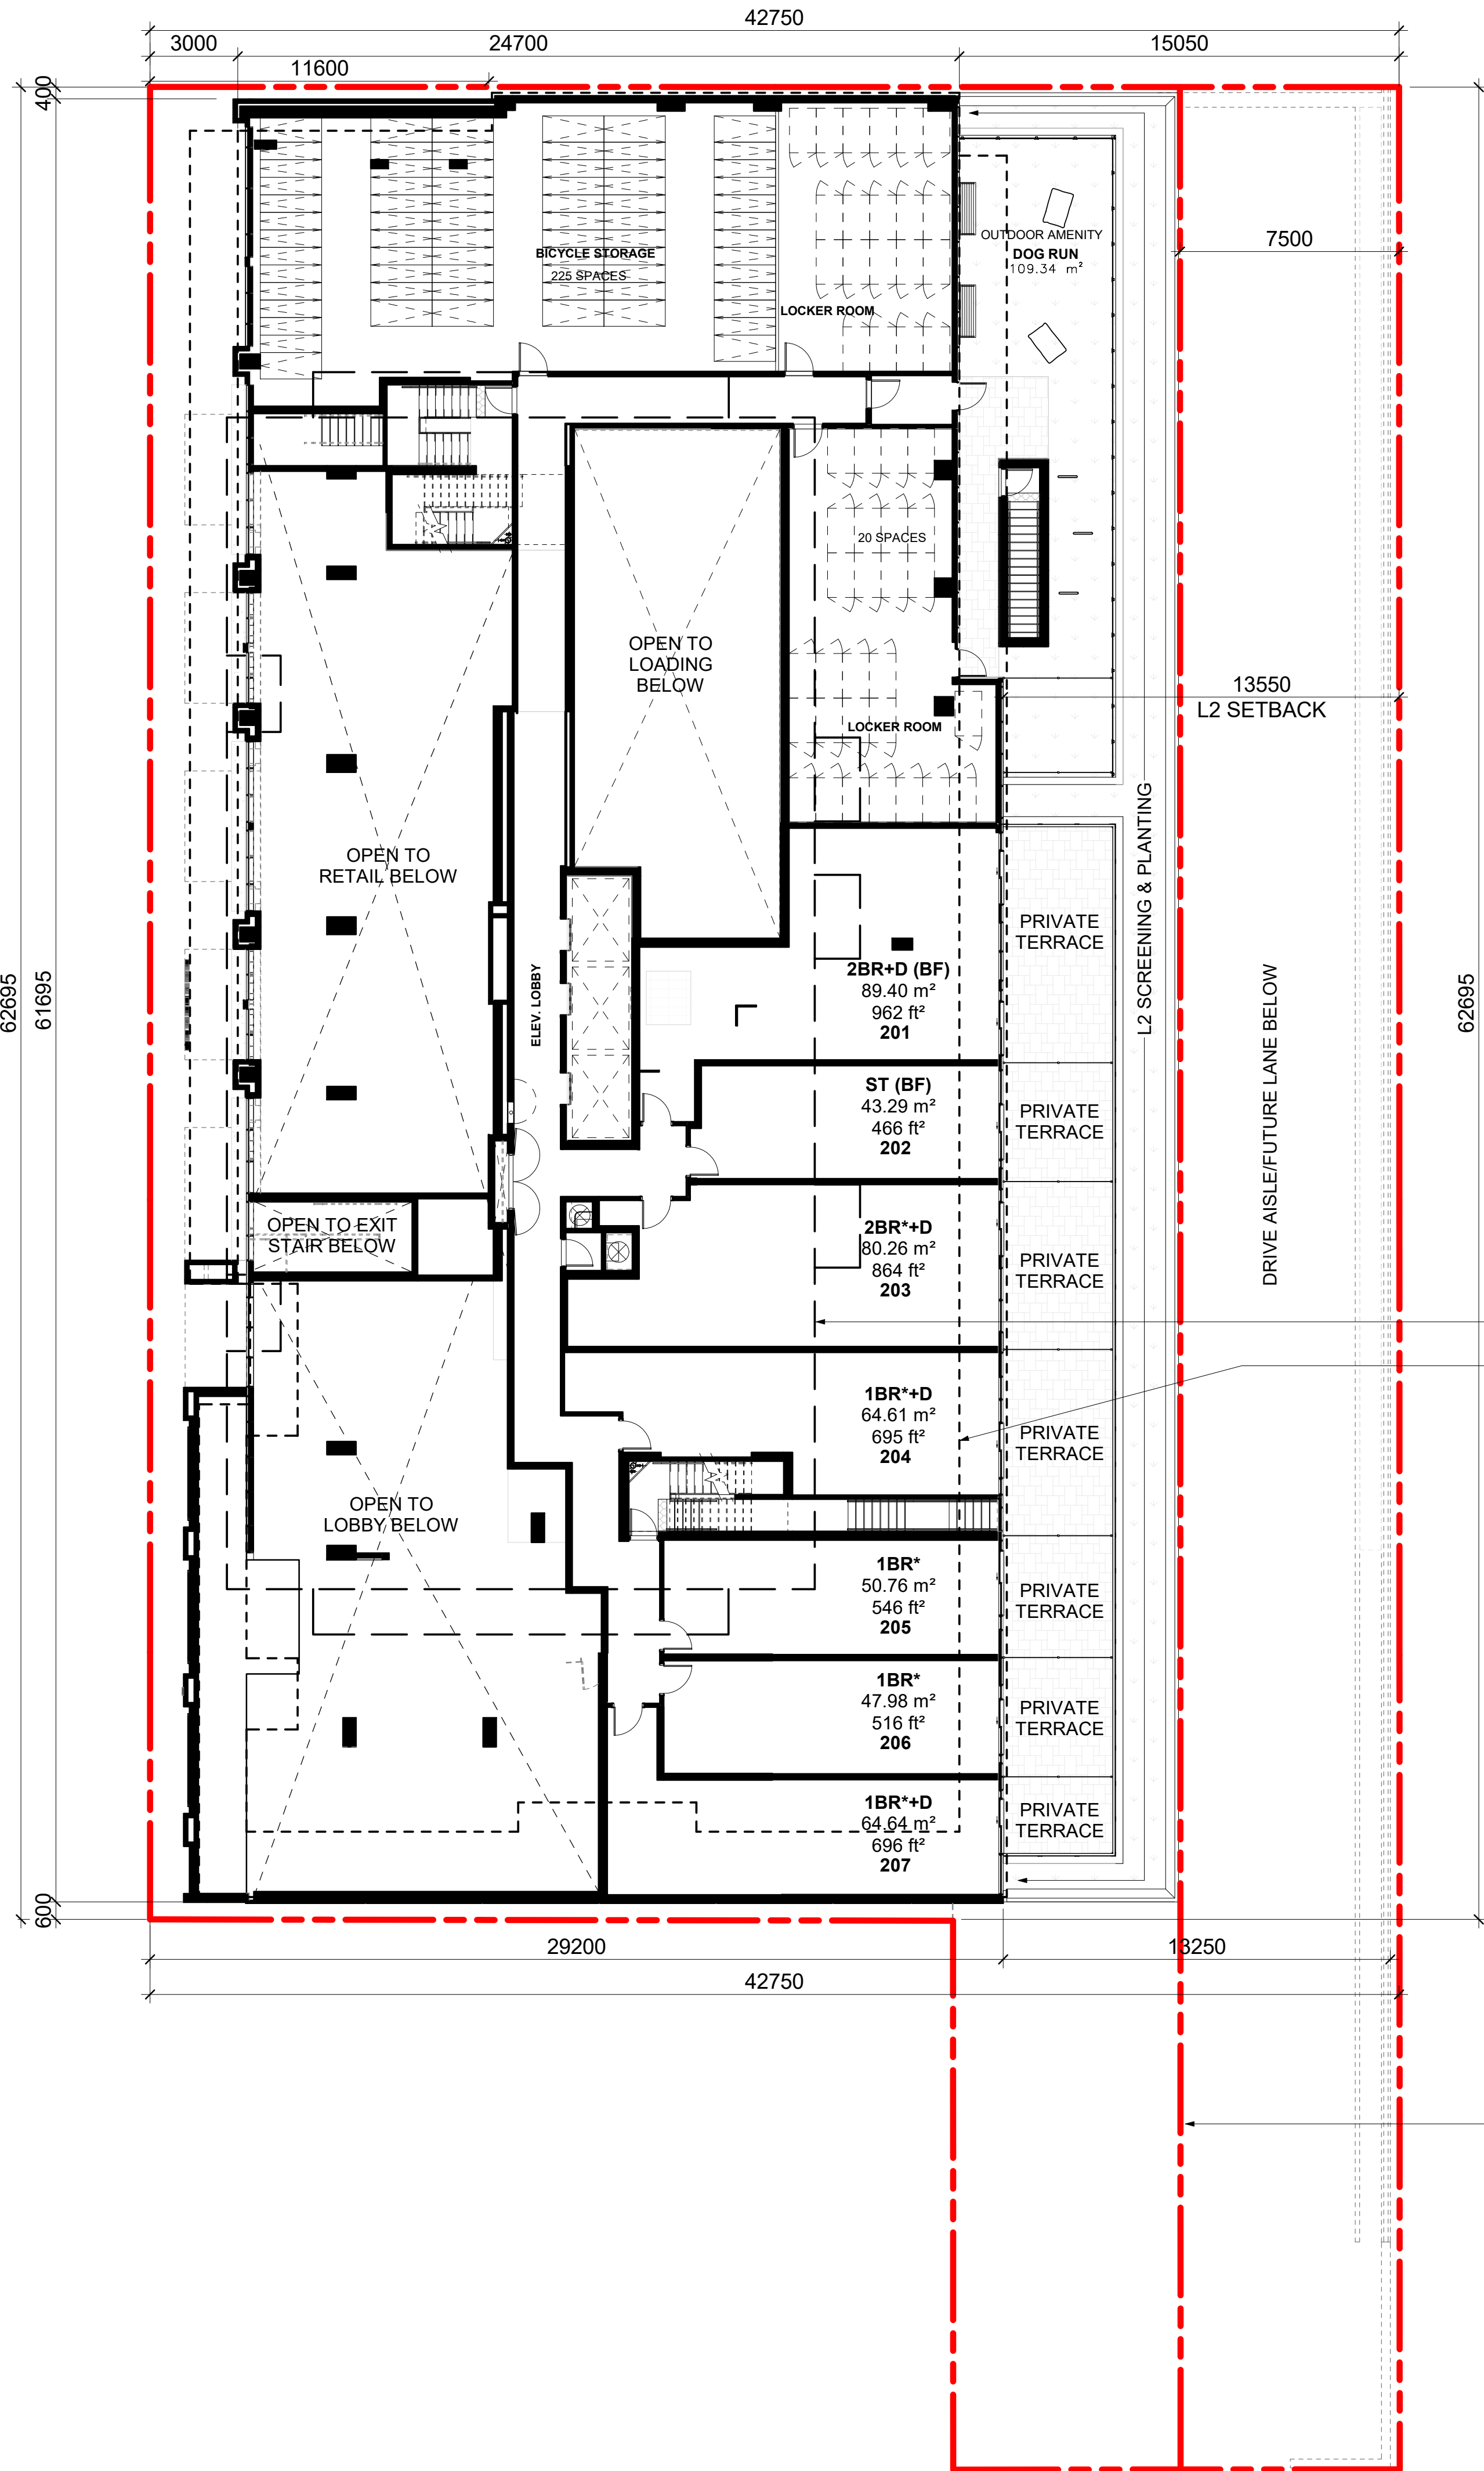 42750
3000
24700
15050
11600
400
BICYCLE STORAGE
225 SPACES
LOCKER ROOM
OUTDOOR AMENITY
DOG RUN
109.34 m²
7500
20 SPACES
OPEN TO
LOADING
BELOW
13550
L2 SETBACK
LOCKER ROOM
OPEN TO
RETAIL BELOW
L2 SCREENING & PLANTING
PRIVATE
TERRACE
2BR+D (BF)
89.40 m²
962 ft²
201
ELEV. LOBBY
62695
61695
62695
DRIVE AISLE/FUTURE LANE BELOW
ST (BF)
43.29 m²
466 ft²
202
PRIVATE
TERRACE
OPEN TO EXIT
STAIR BELOW
2BR*+D
80.26 m²
864 ft²
203
PRIVATE
TERRACE
1BR*+D
64.61 m²
695 ft²
204
PRIVATE
TERRACE
OPEN TO
LOBBY BELOW
1BR*
50.76 m²
546 ft²
205
PRIVATE
TERRACE
1BR*
47.98 m²
516 ft²
206
PRIVATE
TERRACE
1BR*+D
64.64 m²
696 ft²
207
PRIVATE
TERRACE
600
29200
13250
42750